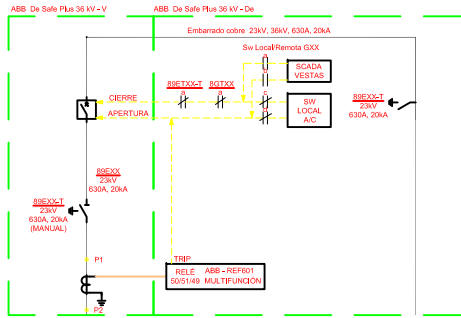 ABB De Safe Plus 36 kV - V
ABB De Safe Plus 36 kV - De
Embarrado cobre 23kV, 36kV, 630A, 20kA
Sw Local/Remota GXX
a
SCADA
VESTAS
89ETXX-T
8GTXX
a
a
c
CIERRE
APERTURA
SW
LOCAL
A/C
89EXX-T
23kV
630A, 20kA
89EXX
23kV
630A, 20kA
89EXX-T
23kV
630A, 20kA
(MANUAL)
P1
TRIP
RELÉ
50/51/49
ABB - REF601
MULTIFUNCIÓN
P2